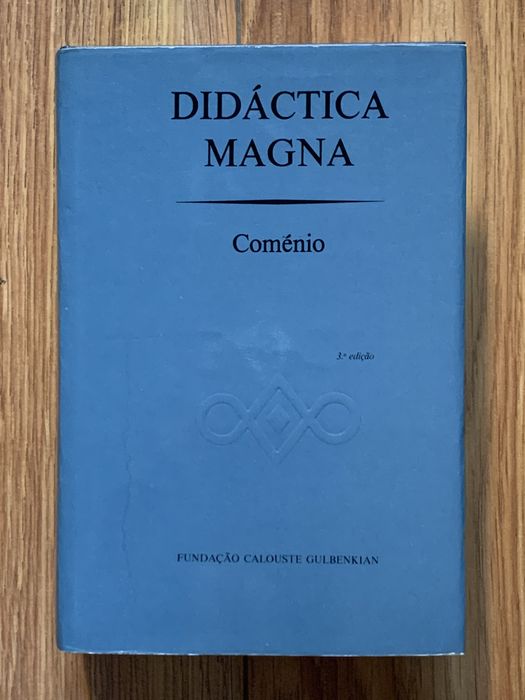 DIDÁCTICA
MAGNA
Coménio
3.ª edição
FUNDAÇÃO CALOUSTE GULBENKIAN